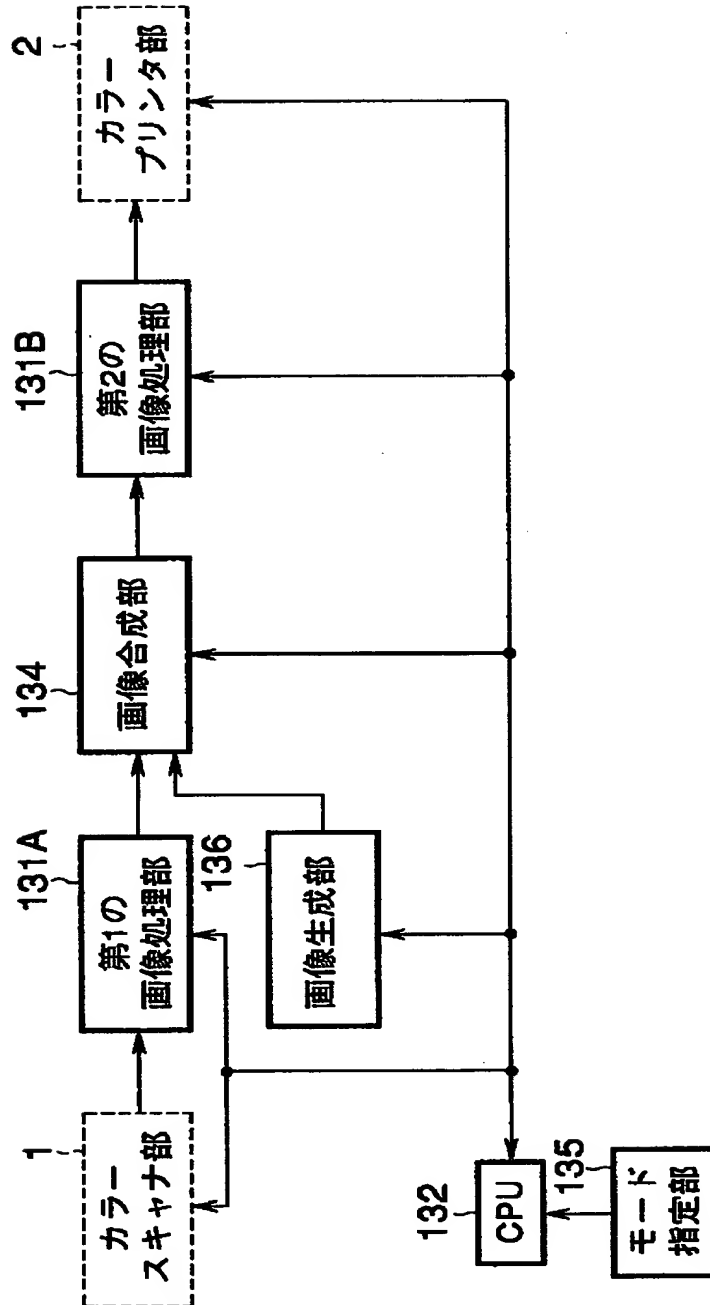 1
カラー
スキャナ部
131A
第1の
画像処理部
134
画像合成部
131B
第2の
画像処理部
2
カラー
プリンタ部
136
画像生成部
132
CPU
135
モード
指定部